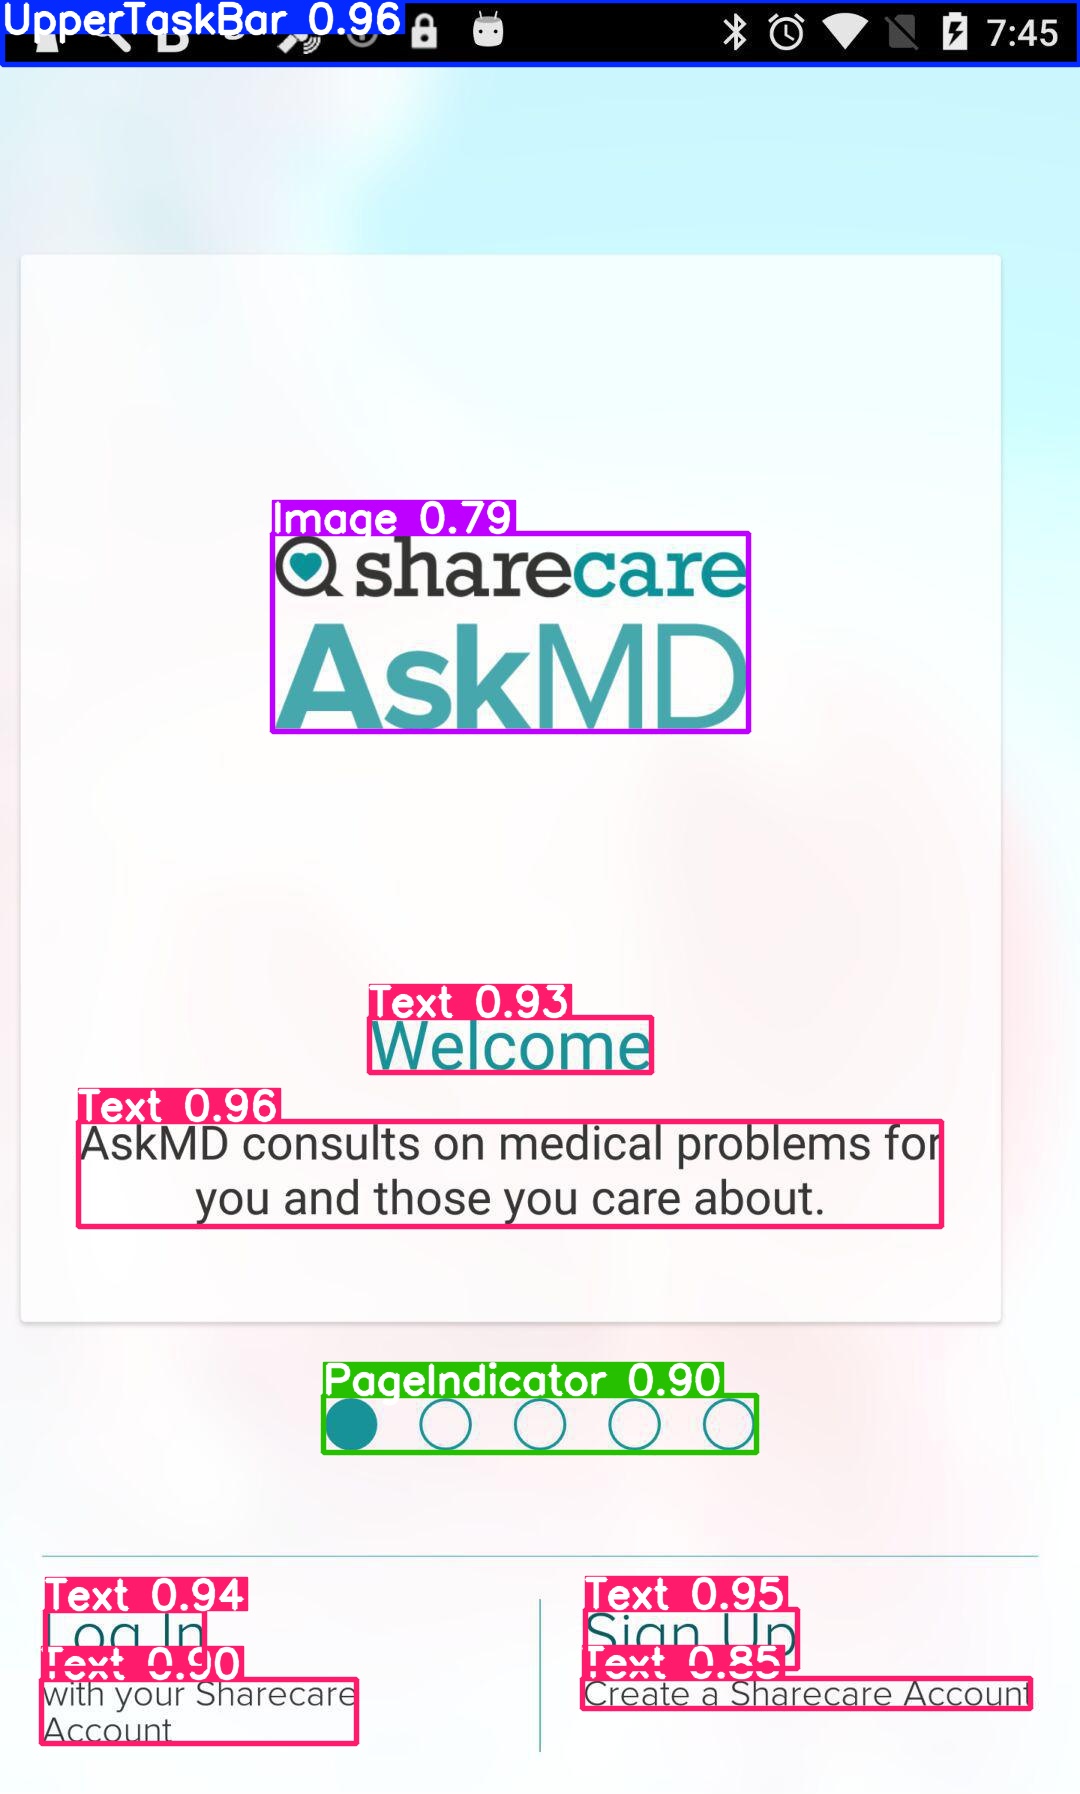 UpperTaskBar 0.96
7:45
Image 0.79
sharecare
AskMD
Text 0.93
Welcome
Text 0.96
AskMD consults on medical problems for
you and those you care about.
PageIndicator 0.90
Text 0.94
Log In
Text 0.90
with your Sharecare
Account
Text 0.95
Sign Up
Text 0.85
Create a Sharecare Account